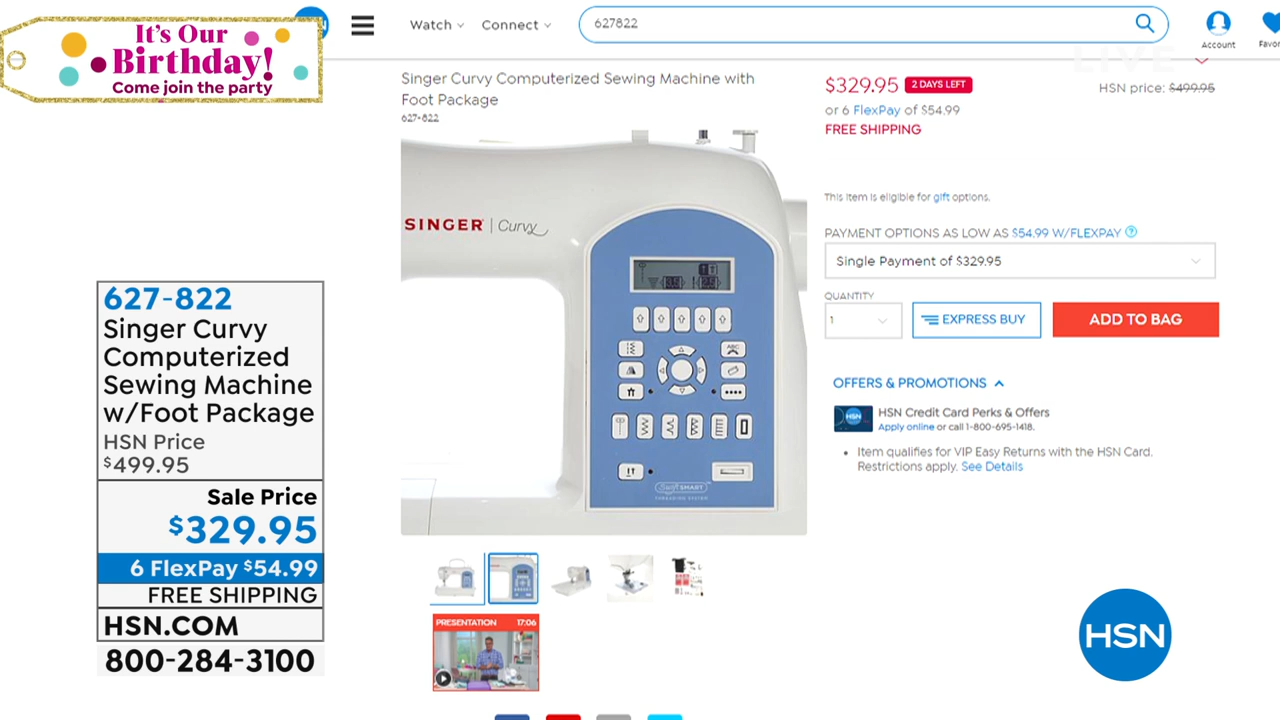 It's Our
Birthday!
Come join the party
Watch
Connect
627822
Account
LIVE
Singer Curvy Computerized Sewing Machine with
Foot Package
627-822
$329.95 2 DAYS LEFT
HSN price: $499.95
or 6 FlexPay of $54.99
FREE SHIPPING
This item is eligible for gift options.
PAYMENT OPTIONS AS LOW AS $54.99 W/FLEXPAY ?
Single Payment of $329.95
QUANTITY
1
EXPRESS BUY
ADD TO BAG
OFFERS & PROMOTIONS
HSN
HSN Credit Card Perks & Offers
Apply online or call 1-800-695-1418.
Item qualifies for VIP Easy Returns with the HSN Card.
Restrictions apply. See Details
SINGER | Curvy
ABC
SwiftSMART
THREADING SYSTEM
PRESENTATION 17:06
627-822
Singer Curvy
Computerized
Sewing Machine
w/Foot Package
HSN Price
$499.95
Sale Price
$329.95
6 FlexPay $54.99
FREE SHIPPING
HSN.COM
800-284-3100
HSN